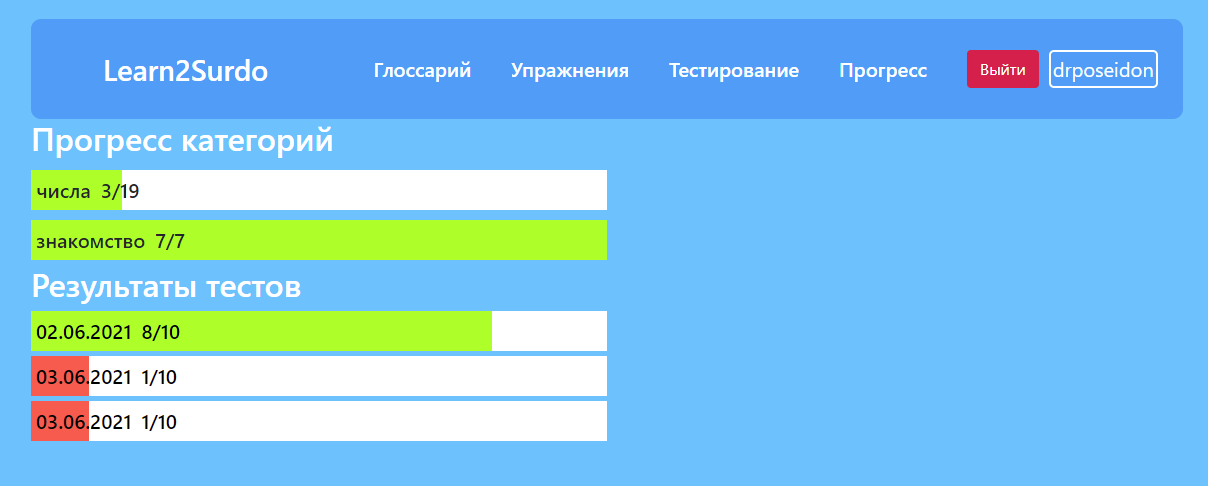 Learn2Surdo Глоссарий Упражнения Тестирование Прогресс Выйти drposeidon
Прогресс категорий
числа 3/19
знакомство 7/7
Результаты тестов
02.06.2021 8/10
03.06.2021 1/10
03.06.2021 1/10